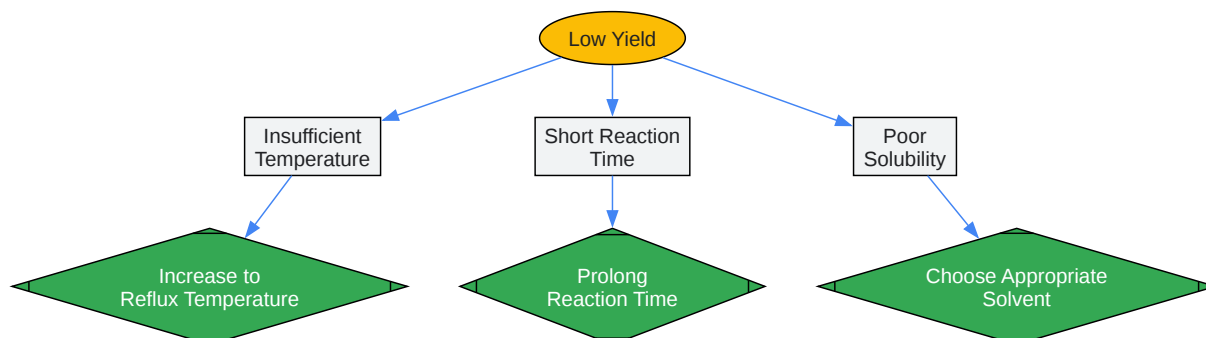 Low Yield
Insufficient
Temperature
Short Reaction
Time
Poor
Solubility
Increase to
Reflux Temperature
Prolong
Reaction Time
Choose Appropriate
Solvent